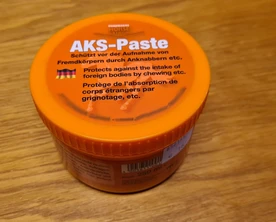 AKS-Paste
Schützt vor der Aufnahme von
Fremdkörpern durch Anknabbern etc.
Protects against the intake of
foreign bodies by chewing etc.
Protège de l'absorption de
corps étrangers par
grignotage, etc.